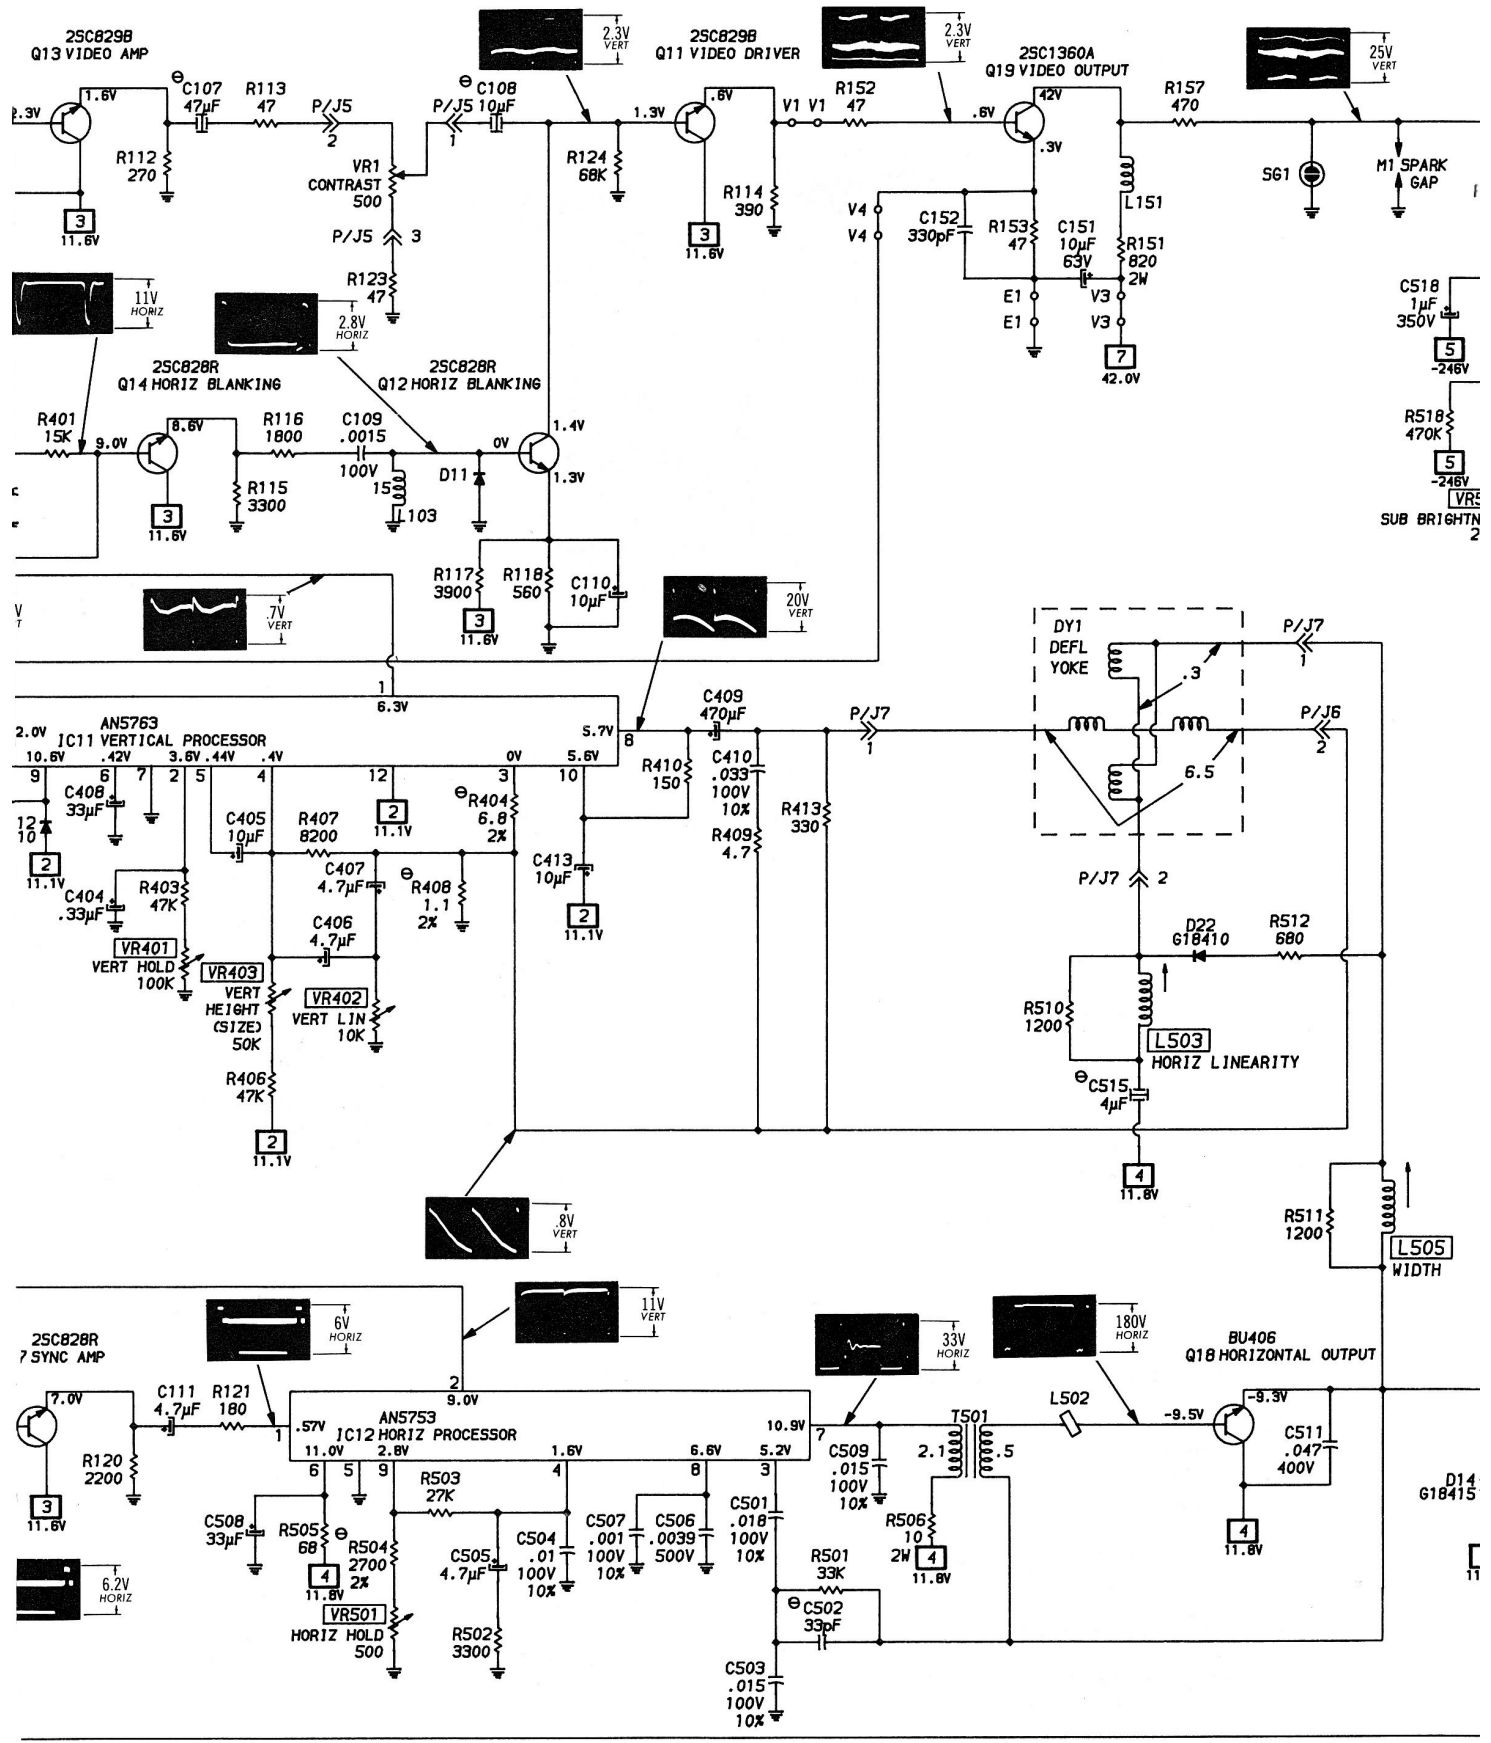 2SC829B
Q13 VIDEO AMP
2.3V
1.6V
⊖ C107
47µF
R113
47
P/J5
2
R112
270
3
11.6V
VR1
CONTRAST
500
P/J5 3
R123
47
P/J5
1
⊖ C108
10µF
2.3V
VERT
R124
68K
1.3V
2SC829B
Q11 VIDEO DRIVER
.6V
3
11.6V
R114
390
V1 V1
R152
47
2.3V
VERT
.6V
2SC1360A
Q19 VIDEO OUTPUT
42V
.3V
V4
V4
C152
330pF
R153
47
C151
10µF
63V
L151
R151
820
2W
E1
E1
V3
V3
7
42.0V
R157
470
25V
VERT
SG1
M1 SPARK
GAP
C518
1µF
350V
5
-246V
R518
470K
5
-246V
SUB BRIGHTN
11V
HORIZ
2.8V
HORIZ
2SC828R
Q14 HORIZ BLANKING
R401
15K
9.0V
8.6V
R116
1800
C109
.0015
100V
R115
3300
3
11.6V
15
L103
D11
2SC828R
Q12 HORIZ BLANKING
0V
1.4V
1.3V
R117
3900
3
11.6V
R118
560
C110
10µF
.7V
VERT
20V
VERT
1
6.3V
AN5763
IC11 VERTICAL PROCESSOR
2.0V
10.6V
.42V
3.6V
.44V
.4V
0V
5.6V
5.7V
9
6
7
2
5
4
12
3
10
8
12
10
2
11.1V
C408
33µF
C404
.33µF
R403
47K
VR401
VERT HOLD
100K
C405
10µF
R407
8200
2
11.1V
C407
4.7µF
C406
4.7µF
⊖ R404
6.8
2%
⊖ R408
1.1
2%
VR403
VERT
HEIGHT
(SIZE)
50K
VR402
VERT LIN
10K
R406
47K
2
11.1V
C413
10µF
2
11.1V
R410
150
C409
470µF
C410
.033
100V
10%
R409
4.7
R413
330
P/J7
1
DY1
DEFL
YOKE
.3
6.5
P/J7
1
P/J6
2
P/J7 2
D22
G18410
R512
680
R510
1200
L503
HORIZ LINEARITY
⊖ C515
4µF
4
11.8V
R511
1200
L505
WIDTH
.8V
VERT
6V
HORIZ
11V
VERT
33V
HORIZ
180V
HORIZ
2SC828R
7 SYNC AMP
7.0V
C111
4.7µF
R121
180
R120
2200
3
11.6V
6.2V
HORIZ
2
9.0V
AN5753
IC12 HORIZ PROCESSOR
.57V
1
11.0V
2.8V
1.6V
6.6V
5.2V
10.9V
6
5
9
4
8
3
7
C508
33µF
R505 ⊖
68
4
11.8V
R504
2700
2%
VR501
HORIZ HOLD
500
R503
27K
C505
4.7µF
R502
3300
C504
.01
100V
10%
C507
.001
100V
10%
C506
.0039
500V
C501
.018
100V
10%
R501
33K
⊖ C502
33pF
C503
.015
100V
10%
C509
.015
100V
10%
T501
2.1
.5
R506
10
2W
4
11.8V
L502
-9.5V
BU406
Q18 HORIZONTAL OUTPUT
-9.3V
C511
.047
400V
4
11.8V
D14
G18415
11